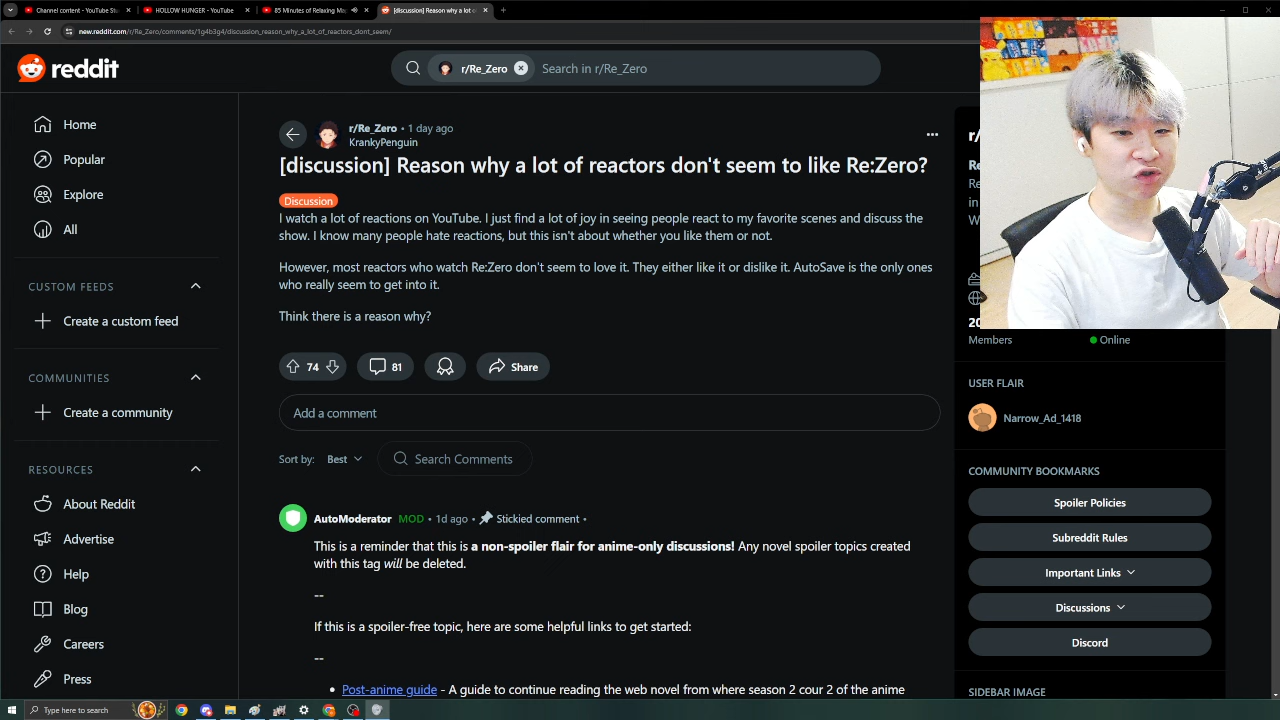 Channel content - YouTube Stu
HOLLOW HUNGER - YouTube
85 Minutes of Relaxing Ma
[discussion] Reason why a lot o
new.reddit.com/r/Re_Zero/comments/1g4b3g4/discussion_reason_why_a_lot_of_reactors_dont_seem/
reddit
r/Re_Zero
Search in r/Re_Zero
Home
Popular
Explore
All
CUSTOM FEEDS
Create a custom feed
COMMUNITIES
Create a community
RESOURCES
About Reddit
Advertise
Help
Blog
Careers
Press
r/Re_Zero • 1 day ago
KrankyPenguin
[discussion] Reason why a lot of reactors don't seem to like Re:Zero?
Discussion
I watch a lot of reactions on YouTube. I just find a lot of joy in seeing people react to my favorite scenes and discuss the
show. I know many people hate reactions, but this isn't about whether you like them or not.
However, most reactors who watch Re:Zero don't seem to love it. They either like it or dislike it. AutoSave is the only ones
who really seem to get into it.
Think there is a reason why?
74
81
Share
Add a comment
Sort by: Best
Search Comments
AutoModerator MOD • 1d ago • Stickied comment •
This is a reminder that this is a non-spoiler flair for anime-only discussions! Any novel spoiler topics created
with this tag will be deleted.
--
If this is a spoiler-free topic, here are some helpful links to get started:
--
• Post-anime guide - A guide to continue reading the web novel from where season 2 cour 2 of the anime
r/
Re
Re
in
W
20
Members
Online
USER FLAIR
Narrow_Ad_1418
COMMUNITY BOOKMARKS
Spoiler Policies
Subreddit Rules
Important Links
Discussions
Discord
SIDEBAR IMAGE
Type here to search